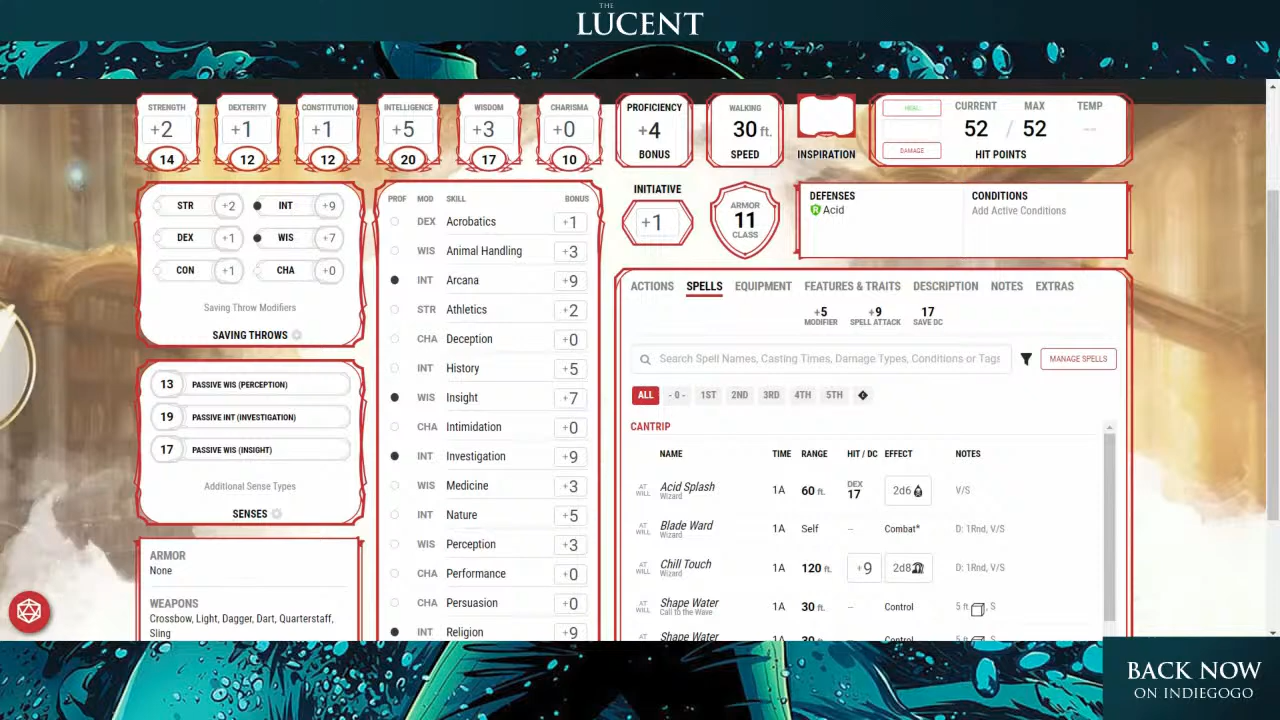 THE
LUCENT
STRENGTH
+2
14
DEXTERITY
+1
12
CONSTITUTION
+1
12
INTELLIGENCE
+5
20
WISDOM
+3
17
CHARISMA
+0
10
PROFICIENCY
+4
BONUS
WALKING
30 ft.
SPEED
INSPIRATION
HEAL
DAMAGE
CURRENT MAX TEMP
52 / 52 --
HIT POINTS
STR +2 INT +9
DEX +1 WIS +7
CON +1 CHA +0
Saving Throw Modifiers
SAVING THROWS
13 PASSIVE WIS (PERCEPTION)
19 PASSIVE INT (INVESTIGATION)
17 PASSIVE WIS (INSIGHT)
Additional Sense Types
SENSES
ARMOR
None
WEAPONS
Crossbow, Light, Dagger, Dart, Quarterstaff,
Sling
PROF MOD SKILL BONUS
DEX Acrobatics +1
WIS Animal Handling +3
INT Arcana +9
STR Athletics +2
CHA Deception +0
INT History +5
WIS Insight +7
CHA Intimidation +0
INT Investigation +9
WIS Medicine +3
INT Nature +5
WIS Perception +3
CHA Performance +0
CHA Persuasion +0
INT Religion +9
INITIATIVE
+1
ARMOR
11
CLASS
DEFENSES
R Acid
CONDITIONS
Add Active Conditions
ACTIONS SPELLS EQUIPMENT FEATURES & TRAITS DESCRIPTION NOTES EXTRAS
+5 +9 17
MODIFIER SPELL ATTACK SAVE DC
Search Spell Names, Casting Times, Damage Types, Conditions or Tags
MANAGE SPELLS
ALL - 0 - 1ST 2ND 3RD 4TH 5TH
CANTRIP
NAME TIME RANGE HIT / DC EFFECT NOTES
AT WILL Acid Splash Wizard 1A 60 ft. DEX 17 2d6 V/S
AT WILL Blade Ward Wizard 1A Self -- Combat* D: 1Rnd, V/S
AT WILL Chill Touch Wizard 1A 120 ft. +9 2d8 D: 1Rnd, V/S
AT WILL Shape Water Call to the Wave 1A 30 ft. -- Control 5 ft. , S
AT Shape Water 1A 30 ft. -- Control 5 ft. , S
BACK NOW
ON INDIEGOGO